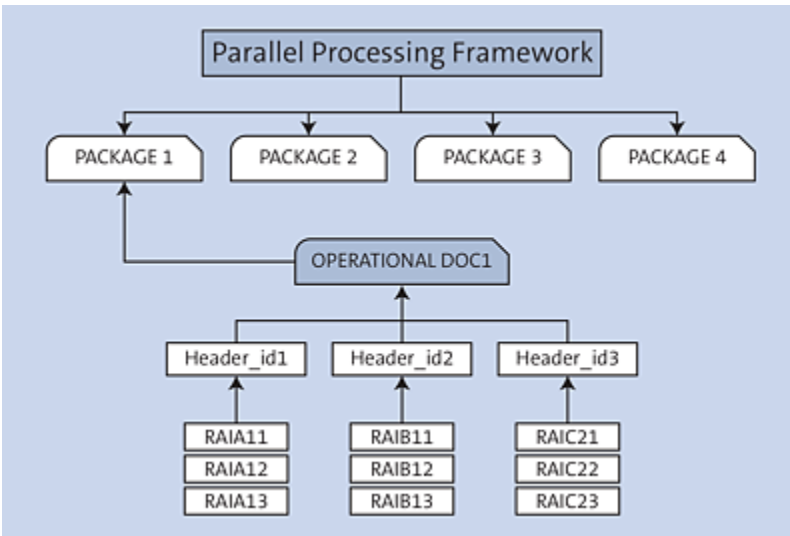 Parallel Processing Framework
PACKAGE 1
PACKAGE 2
PACKAGE 3
PACKAGE 4
OPERATIONAL DOC1
Header_id1
Header_id2
Header_id3
RAIA11
RAIB11
RAIC21
RAIA12
RAIB12
RAIC22
RAIA13
RAIB13
RAIC23